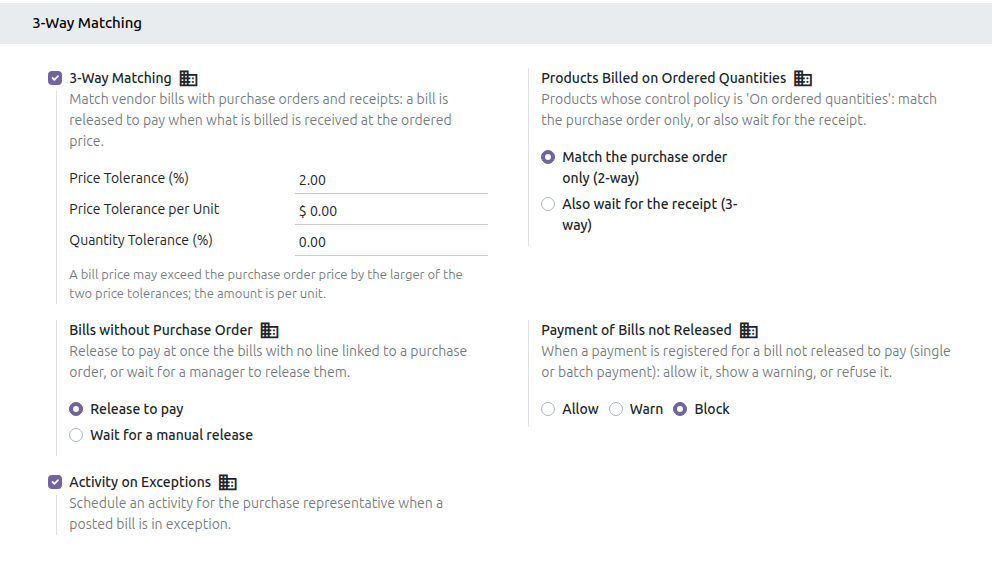 3-Way Matching
3-Way Matching
Match vendor bills with purchase orders and receipts: a bill is
released to pay when what is billed is received at the ordered
price.
Price Tolerance (%)
2.00
Price Tolerance per Unit
$ 0.00
Quantity Tolerance (%)
0.00
A bill price may exceed the purchase order price by the larger of the
two price tolerances; the amount is per unit.
Products Billed on Ordered Quantities
Products whose control policy is 'On ordered quantities': match
the purchase order only, or also wait for the receipt.
Match the purchase order
only (2-way)
Also wait for the receipt (3-
way)
Bills without Purchase Order
Release to pay at once the bills with no line linked to a purchase
order, or wait for a manager to release them.
Release to pay
Wait for a manual release
Payment of Bills not Released
When a payment is registered for a bill not released to pay (single
or batch payment): allow it, show a warning, or refuse it.
Allow Warn Block
Activity on Exceptions
Schedule an activity for the purchase representative when a
posted bill is in exception.